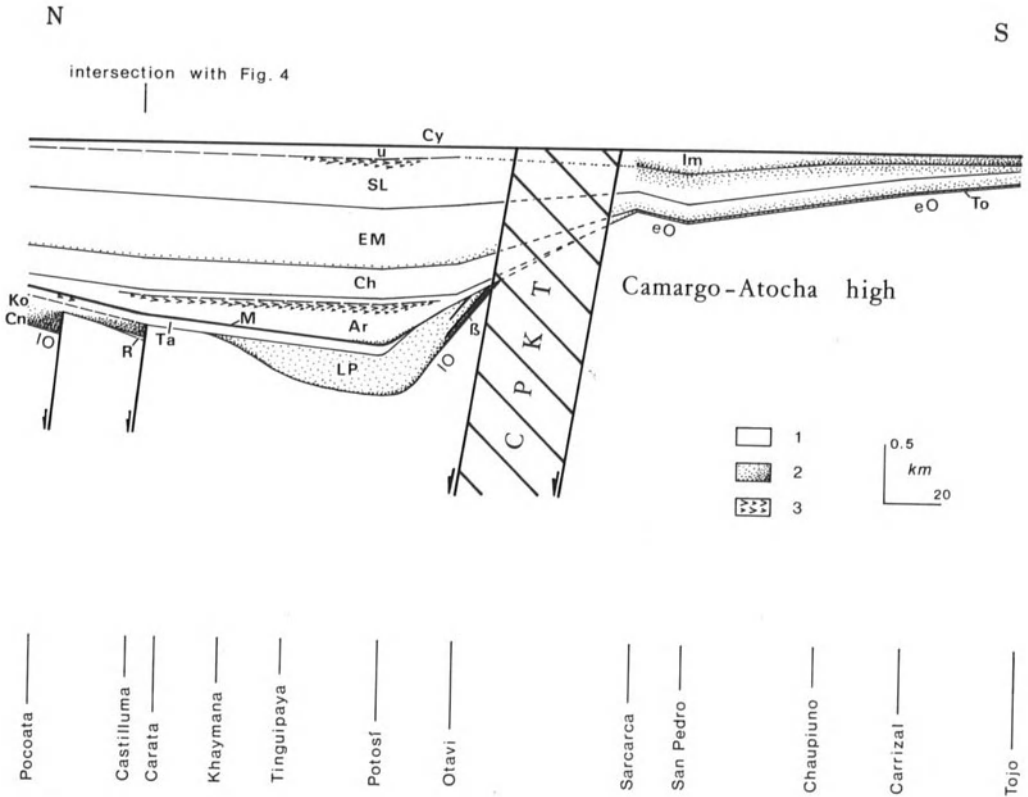 N
S
intersection with Fig. 4
Cy
u
lm
SL
eO
eO
To
EM
Ch
Camargo-Atocha high
Ko
M
Cn
Ar
lO
R
Ta
LP
lO
ß
C P K T
1
2
3
0.5
km
20
Pocoata
Castilluma
Carata
Khaymana
Tinguipaya
Potosí
Otavi
Sarcarca
San Pedro
Chaupiuno
Carrizal
Tojo